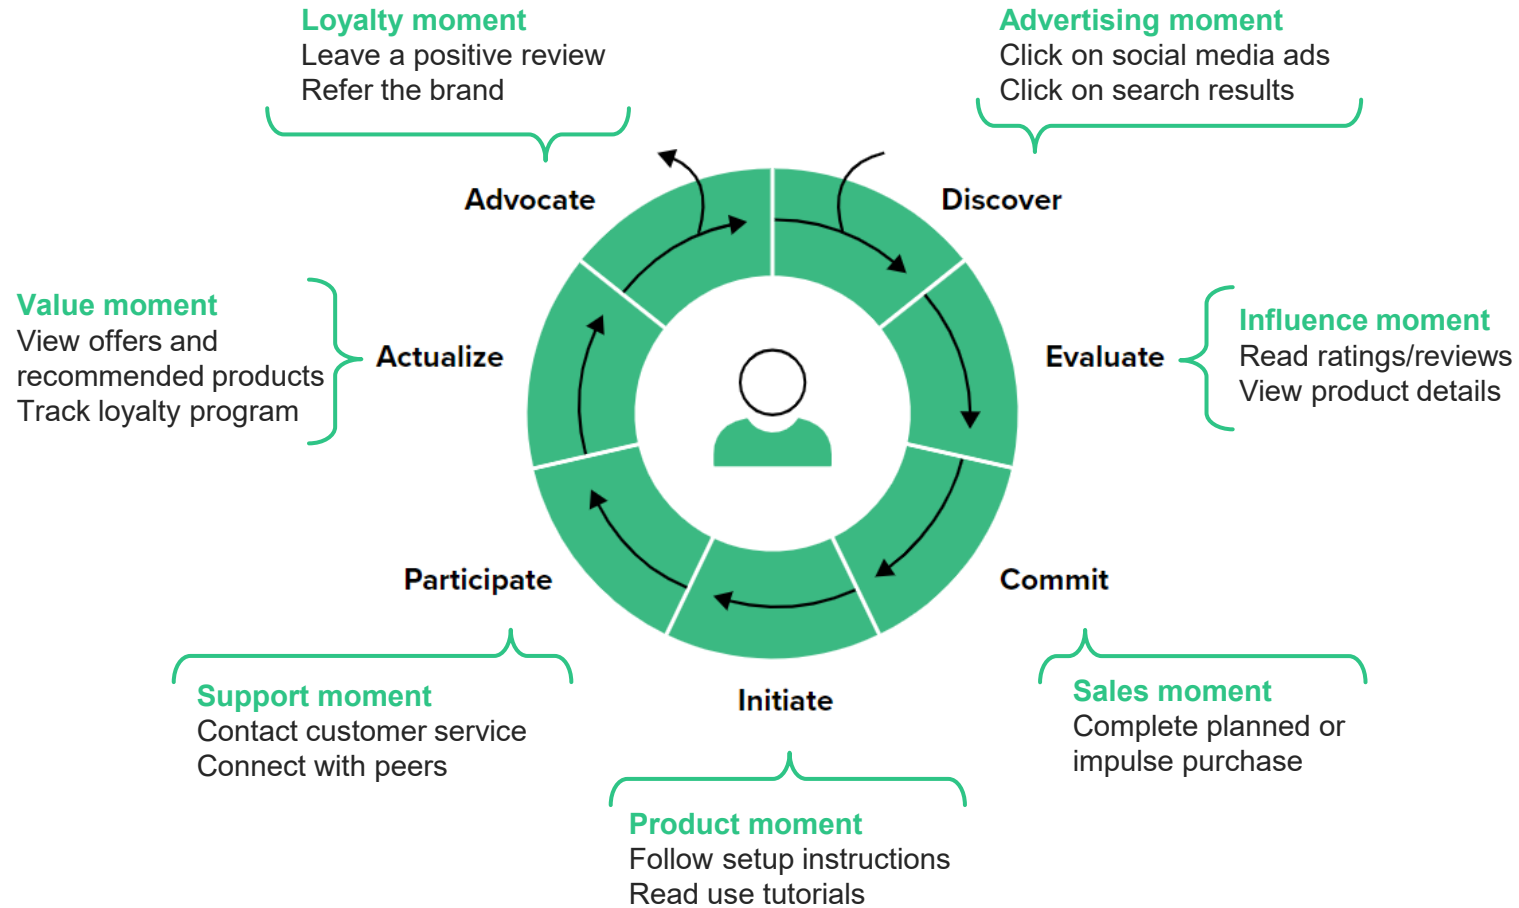 Loyalty moment
Leave a positive review
Refer the brand
Advertising moment
Click on social media ads
Click on search results
Advocate
Discover
Value moment
View offers and
recommended products
Track loyalty program
Actualize
Evaluate
Influence moment
Read ratings/reviews
View product details
Participate
Commit
Support moment
Contact customer service
Connect with peers
Initiate
Sales moment
Complete planned or
impulse purchase
Product moment
Follow setup instructions
Read use tutorials